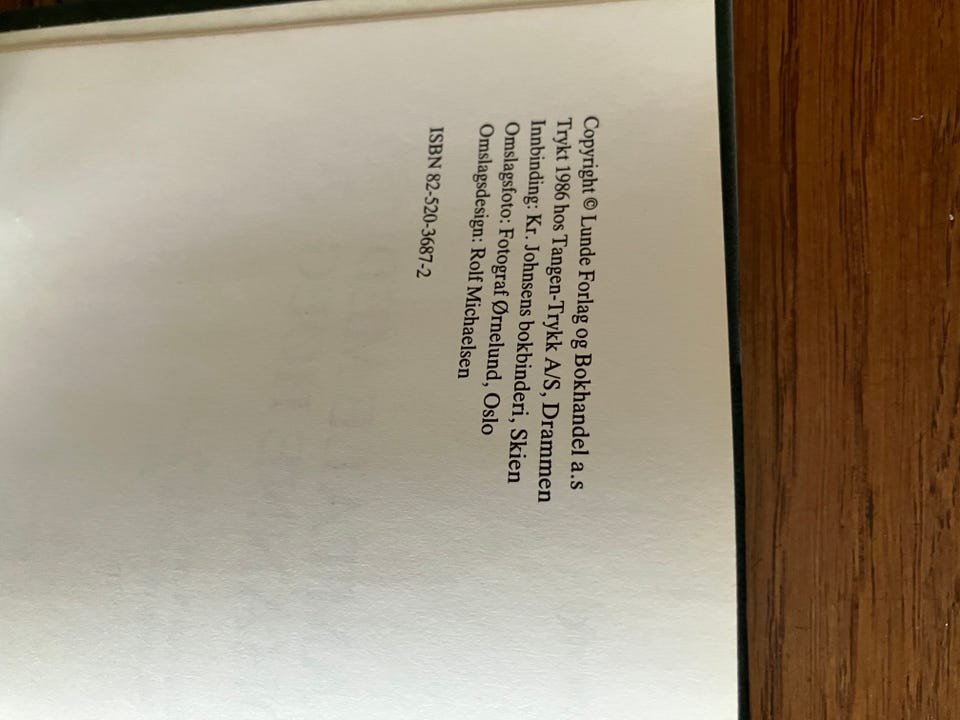 Copyright © Lunde Forlag og Bokhandel a.s
Trykt 1986 hos Tangen-Trykk A/S, Drammen
Innbinding: Kr. Johnsens bokbinderi, Skien
Omslagsfoto: Fotograf Ørnelund, Oslo
Omslagsdesign: Rolf Michaelsen
ISBN 82-520-3687-2